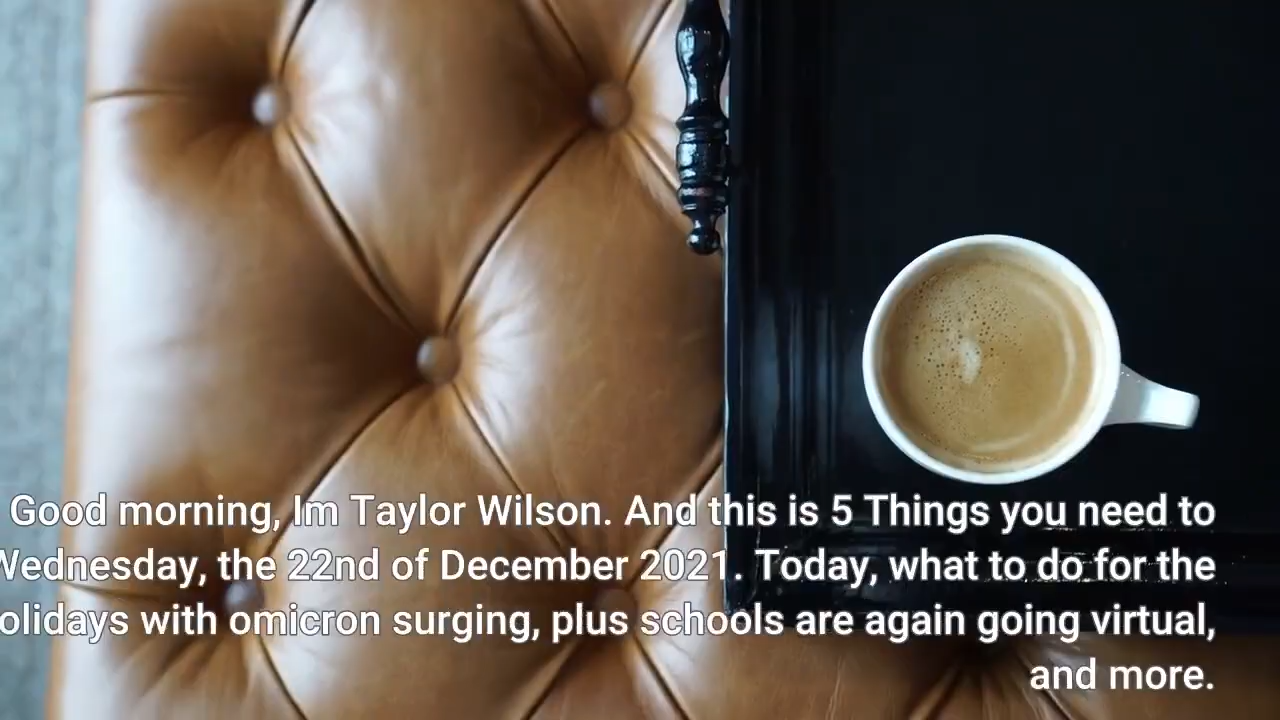 Good morning, Im Taylor Wilson. And this is 5 Things you need to
Wednesday, the 22nd of December 2021. Today, what to do for the
olidays with omicron surging, plus schools are again going virtual,
and more.